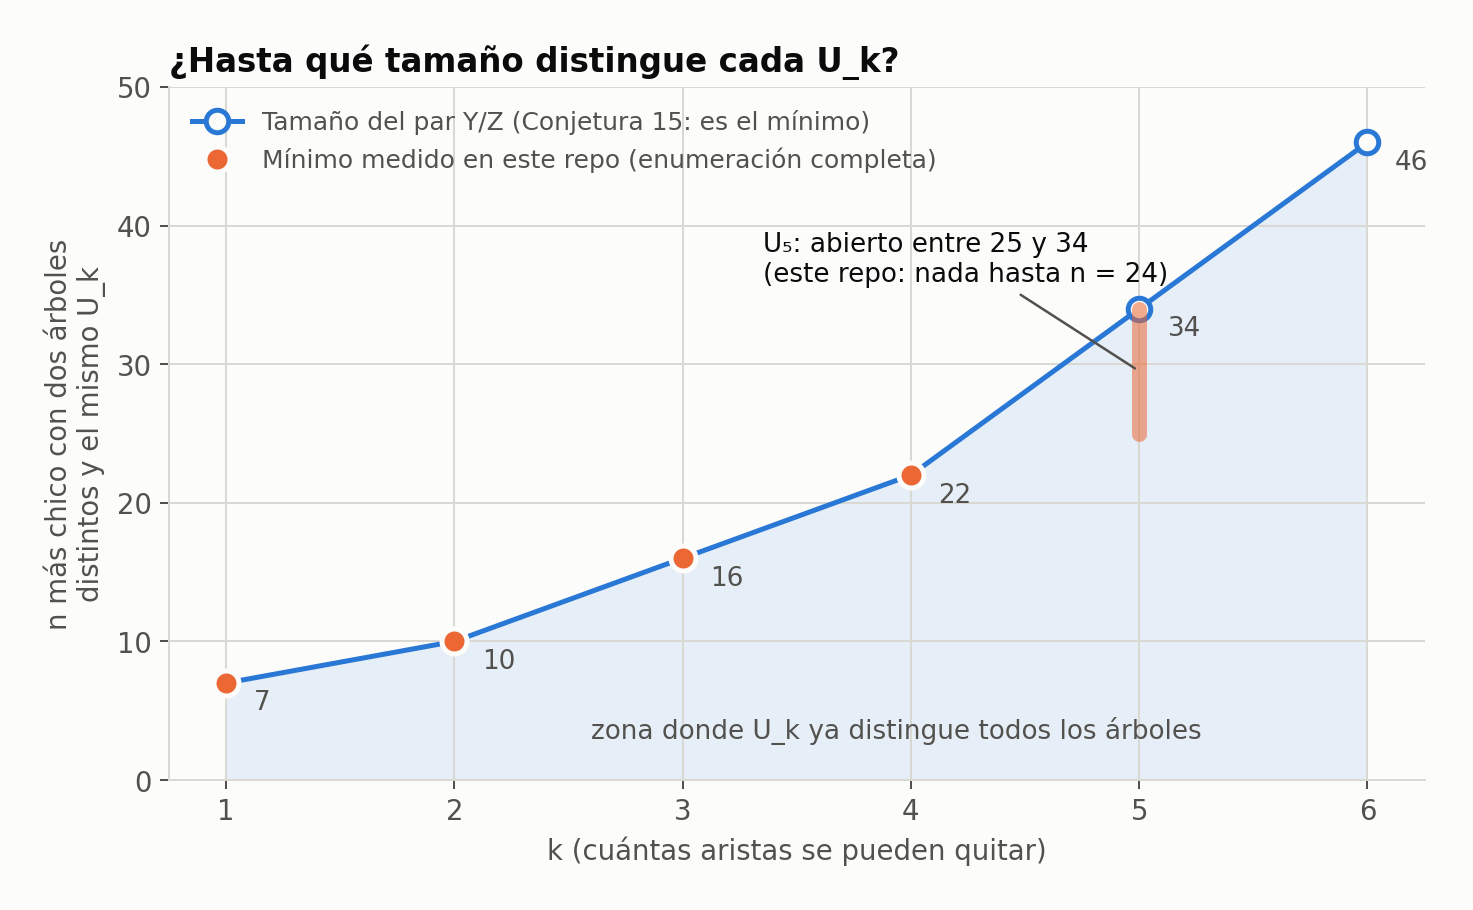 ¿Hasta qué tamaño distingue cada U_k?
50
40
30
20
10
0
n más chico con dos árboles
distintos y el mismo U_k
Tamaño del par Y/Z (Conjetura 15: es el mínimo)
Mínimo medido en este repo (enumeración completa)
U₅: abierto entre 25 y 34
(este repo: nada hasta n = 24)
46
34
22
16
10
7
zona donde U_k ya distingue todos los árboles
1
2
3
4
5
6
k (cuántas aristas se pueden quitar)